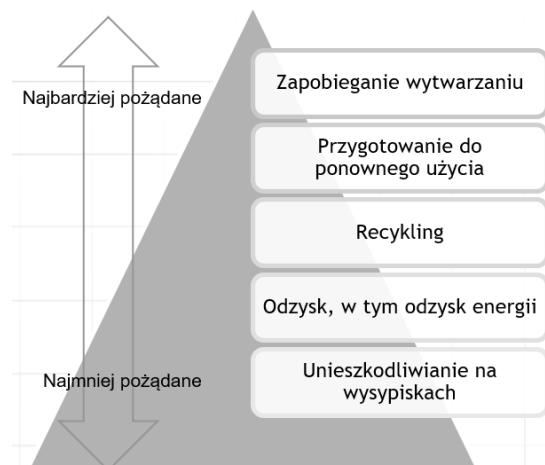 Najbardziej pożądane
Zapobieganie wytwarzaniu
Przygotowanie do
ponownego użycia
Recykling
Odzysk, w tym odzysk energii
Najmniej pożądane
Unieszkodliwianie na
wysypiskach